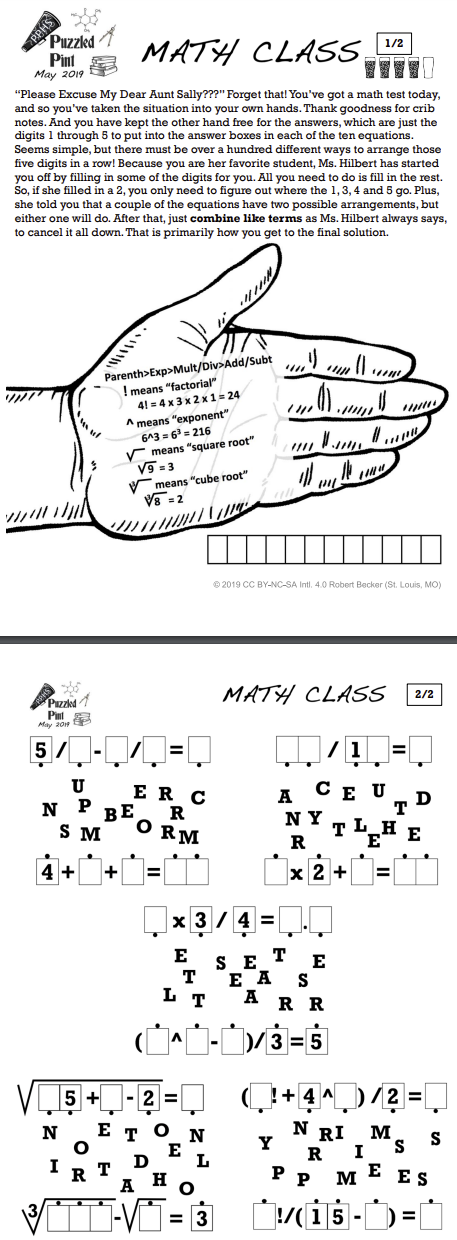 PPHS
Puzzled
Pint
May 2019
MATH CLASS
1/2
“Please Excuse My Dear Aunt Sally???” Forget that! You’ve got a math test today,
and so you’ve taken the situation into your own hands. Thank goodness for crib
notes. And you have kept the other hand free for the answers, which are just the
digits 1 through 5 to put into the answer boxes in each of the ten equations.
Seems simple, but there must be over a hundred different ways to arrange those
five digits in a row! Because you are her favorite student, Ms. Hilbert has started
you off by filling in some of the digits for you. All you need to do is fill in the rest.
So, if she filled in a 2, you only need to figure out where the 1, 3, 4 and 5 go. Plus,
she told you that a couple of the equations have two possible arrangements, but
either one will do. After that, just combine like terms as Ms. Hilbert always says,
to cancel it all down. That is primarily how you get to the final solution.
Parenth>Exp>Mult/Div>Add/Subt
! means “factorial”
4! = 4 x 3 x 2 x 1 = 24
^ means “exponent”
6^3 = 6³ = 216
√ means “square root”
√9 = 3
∛ means “cube root”
∛8 = 2
© 2019 CC BY-NC-SA Intl. 4.0 Robert Becker (St. Louis, MO)
PPHS
Puzzled
Pint
May 2019
MATH CLASS
2/2
5 / - / =
/ 1 =
U E R C
N P B E R
S M O R M
A C E U T D
N Y T L H E
R E
4 + + =
x 2 + =
x 3 / 4 = .
E S E T E
T E A S
L T A R R
( ^ - )/ 3 = 5
√ 5 + - 2 =
( ! + 4 ^ ) / 2 =
N E T O N
O E
I R T D L
A H O
N R I M S
Y R I S
P P M E E S
∛ - √ = 3
!/( 1 5 - ) =